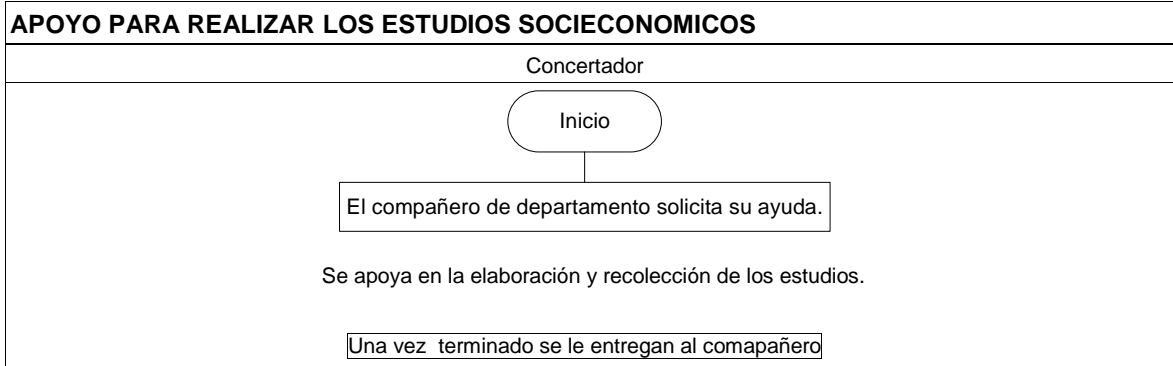 APOYO PARA REALIZAR LOS ESTUDIOS SOCIECONOMICOS
Concertador
Inicio
El compañero de departamento solicita su ayuda.
Se apoya en la elaboración y recolección de los estudios.
Una vez  terminado se le entregan al comapañero